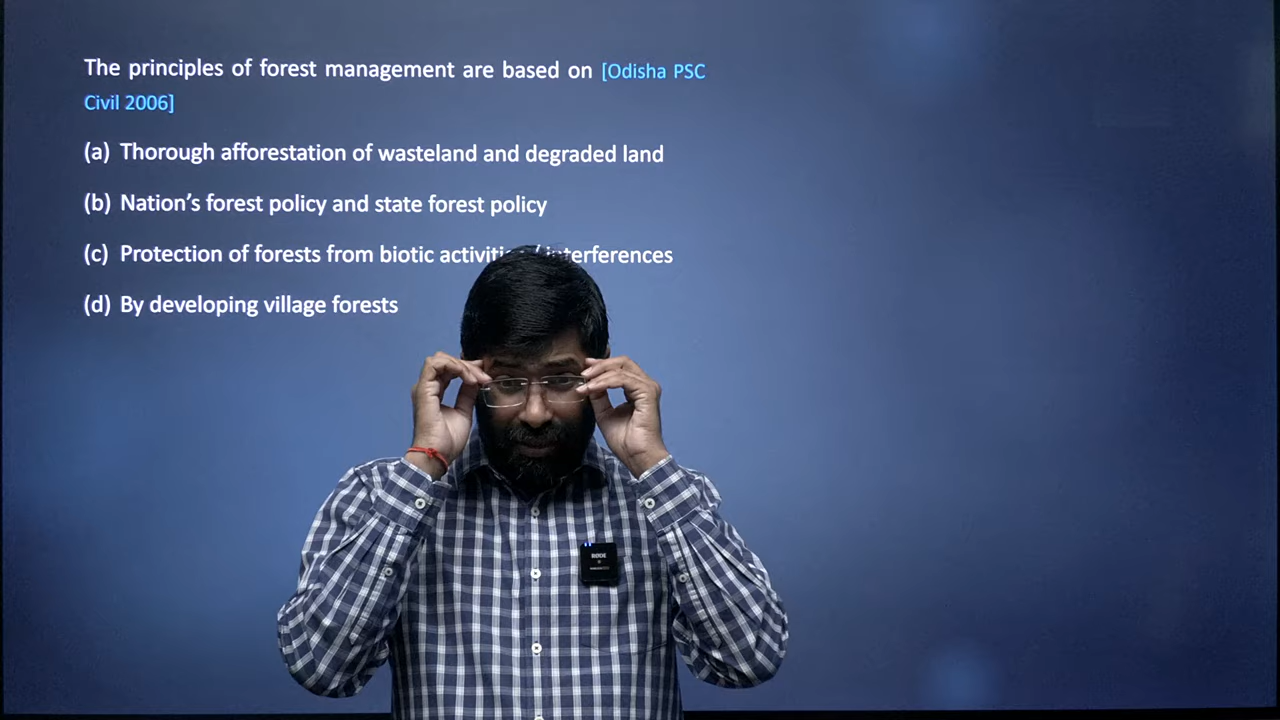 The principles of forest management are based on [Odisha PSC
Civil 2006]
(a) Thorough afforestation of wasteland and degraded land
(b) Nation's forest policy and state forest policy
(c) Protection of forests from biotic interferences
(d) By developing village forests